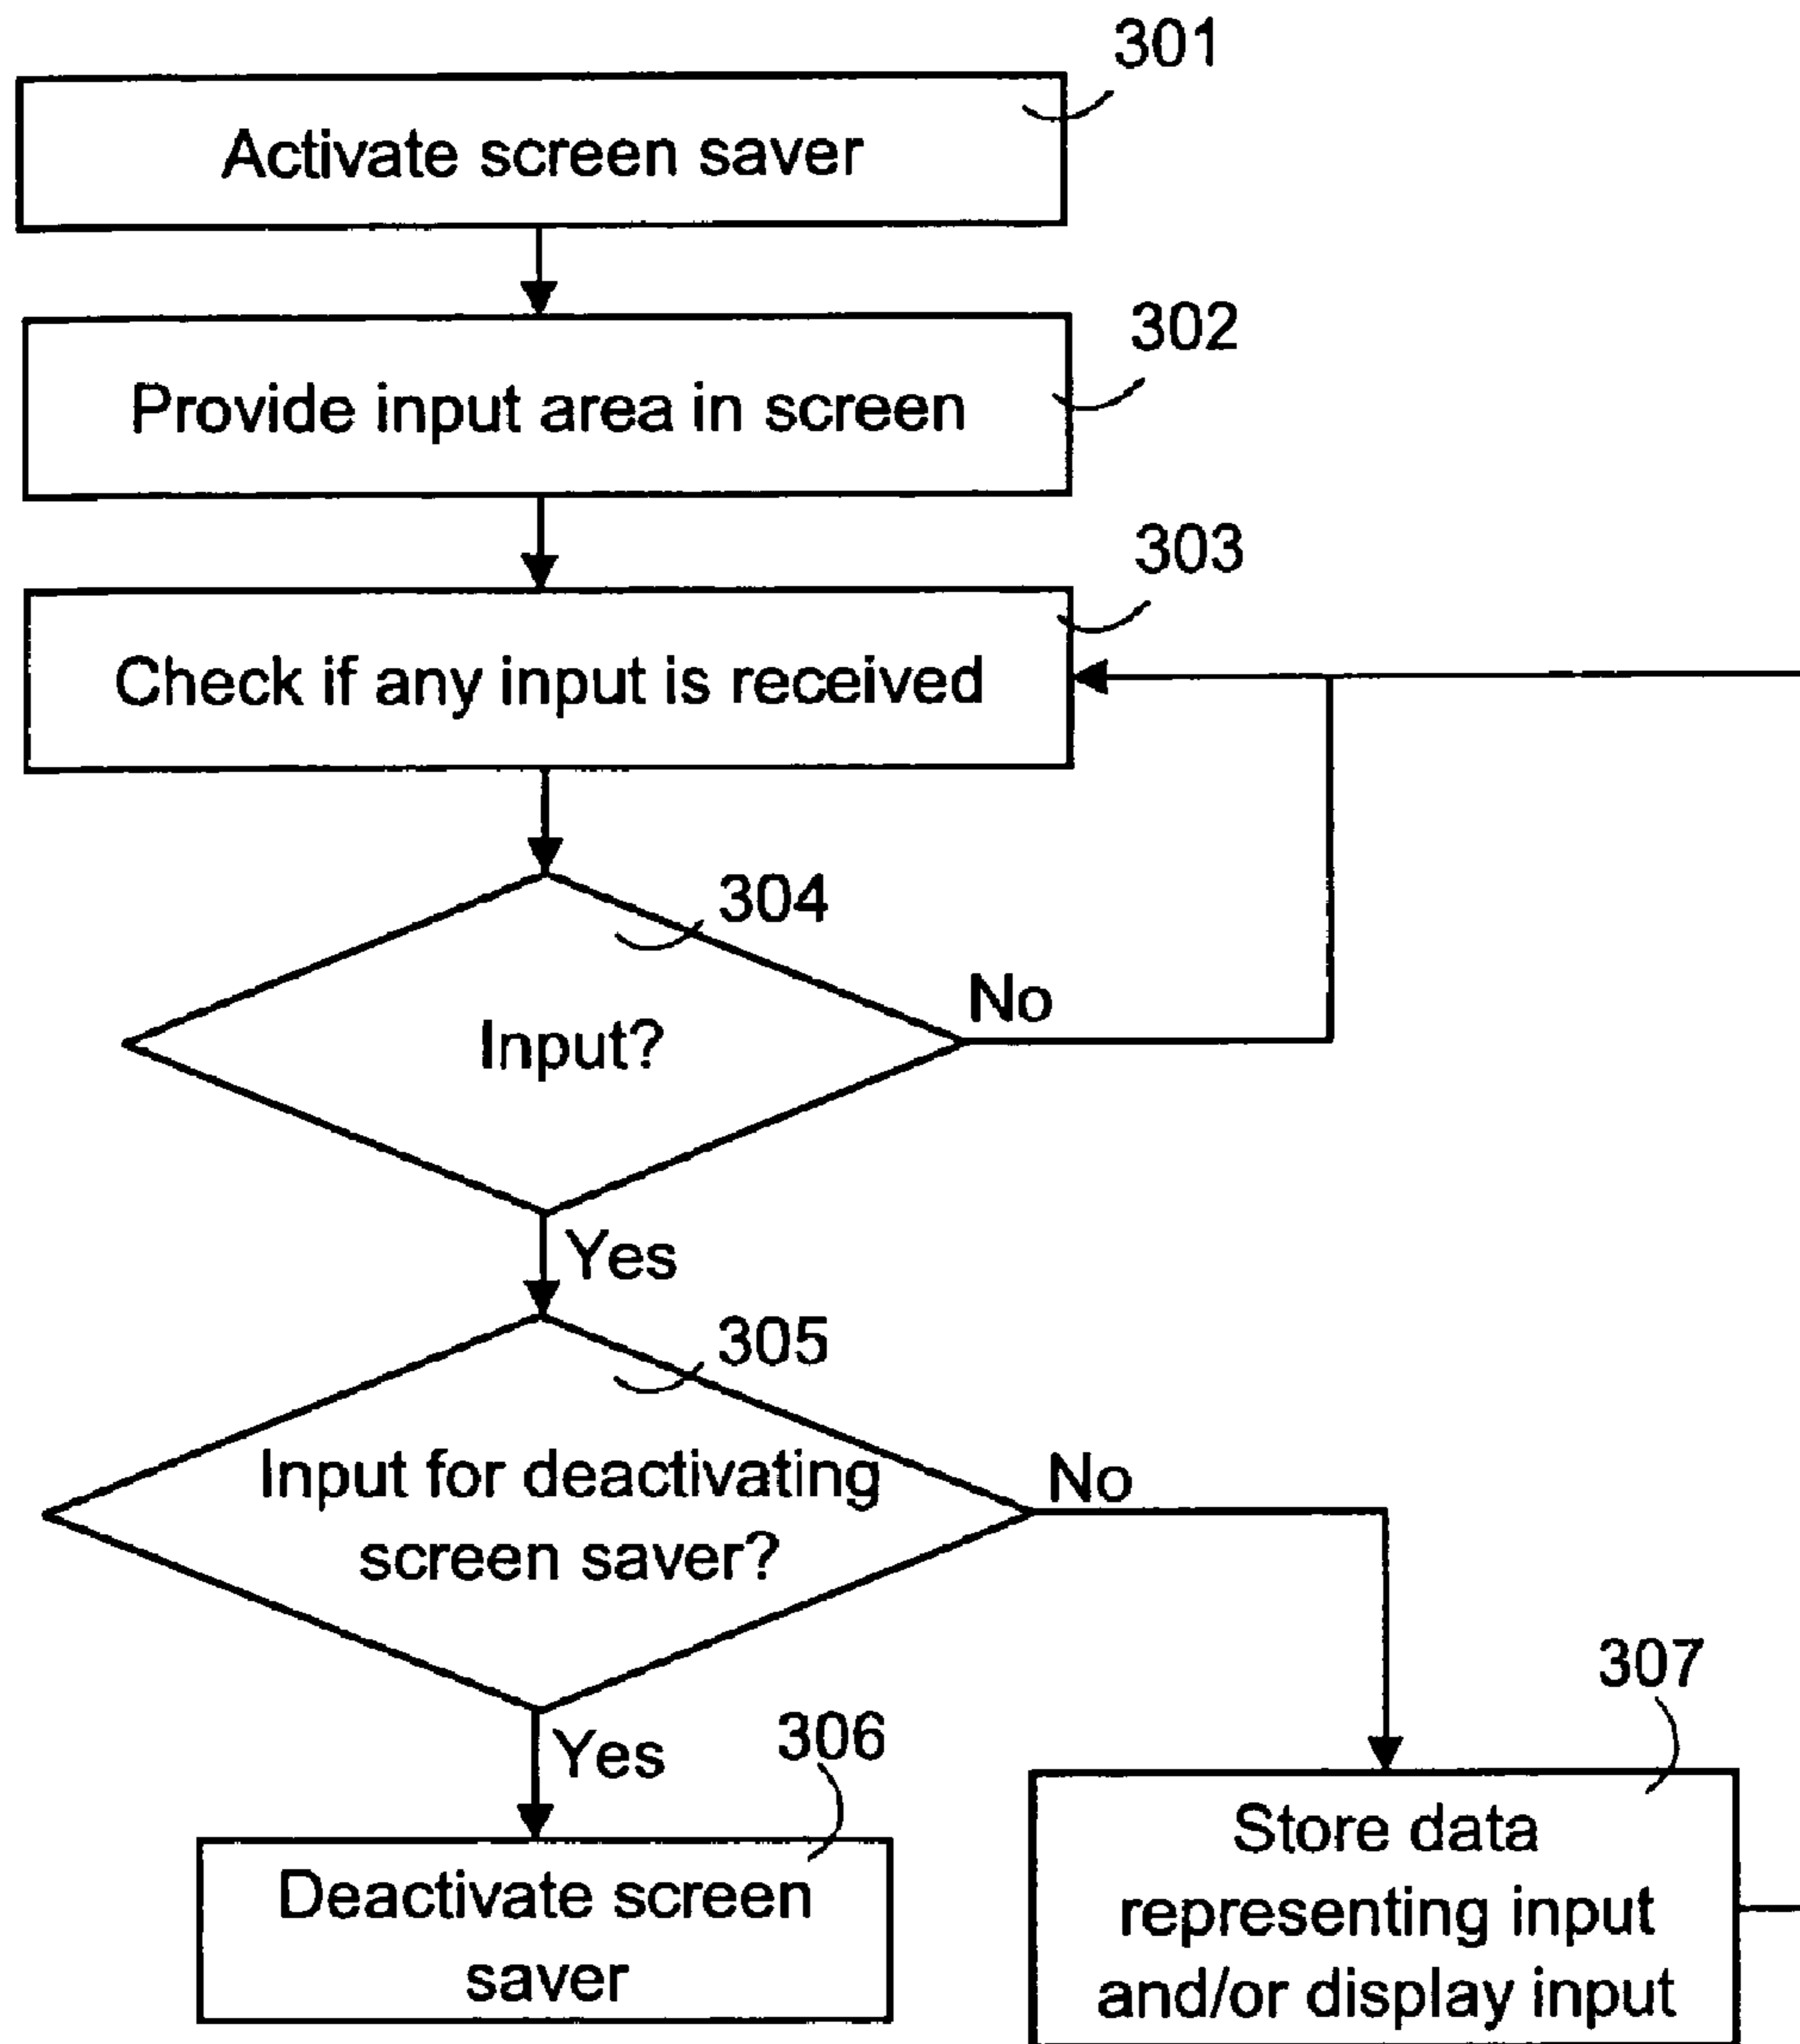 301
Activate screen saver
302
Provide input area in screen
303
Check if any input is received
304
Input?
No
Yes
305
Input for deactivating
screen saver?
No
Yes
306
Deactivate screen
saver
307
Store data
representing input
and/or display input